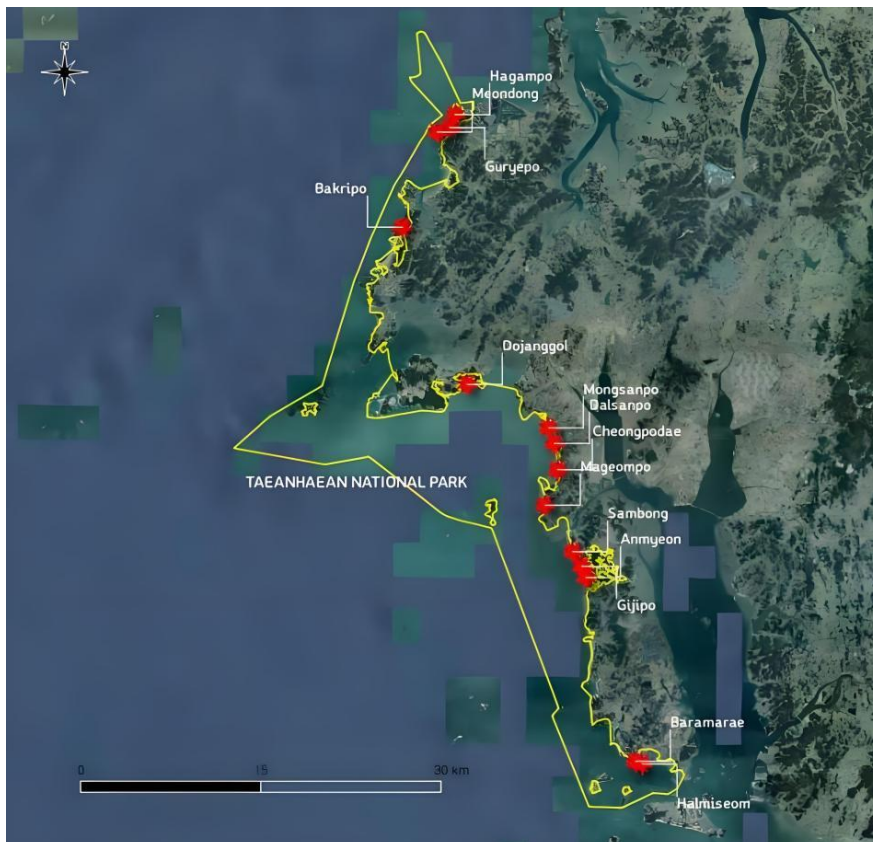 N
Hagampo
Meondong
Guryepo
Bakripo
Dojanggol
Mongsanpo
Dalsanpo
Cheongpodae
Mageompo
TAEANHAEAN NATIONAL PARK
Sambong
Anmyeon
Gijipo
Baramarae
0 15 30 km
Halmiseom